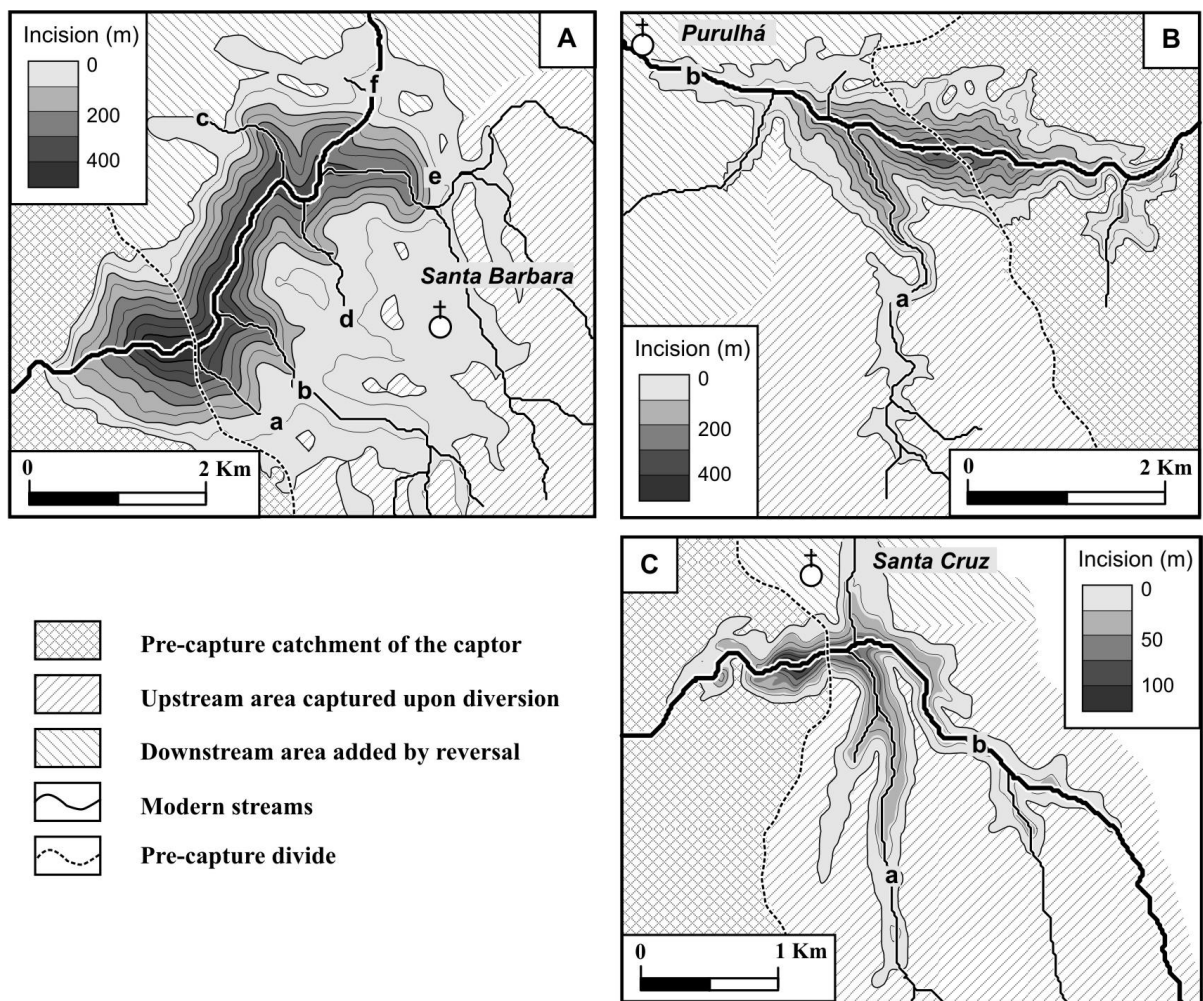 Incision (m)
0
200
400
A
f
c
e
Santa Barbara
d
b
a
0
2 Km
Purulhá
B
b
a
Incision (m)
0
200
400
0
2 Km
C
Santa Cruz
Incision (m)
0
50
100
b
a
0
1 Km
Pre-capture catchment of the captor
Upstream area captured upon diversion
Downstream area added by reversal
Modern streams
Pre-capture divide